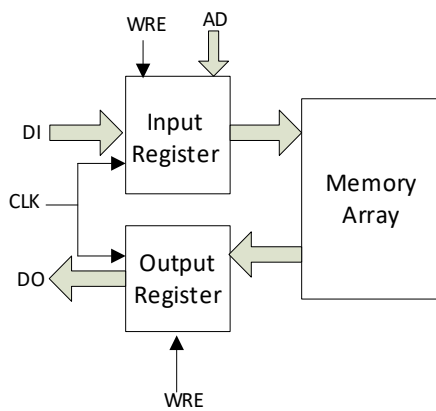 WRE
AD
DI
Input
Register
CLK
Memory
Array
DO
Output
Register
WRE